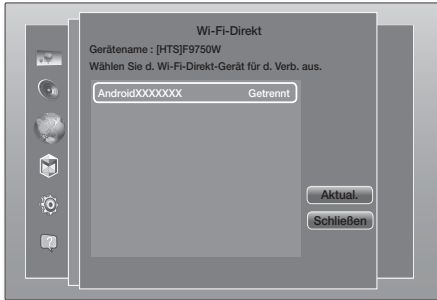 Wi-Fi-Direkt
Gerätename : [HTS]F9750W
Wählen Sie d. Wi-Fi-Direkt-Gerät für d. Verb. aus.
AndroidXXXXXXX Getrennt
Aktual.
Schließen
?